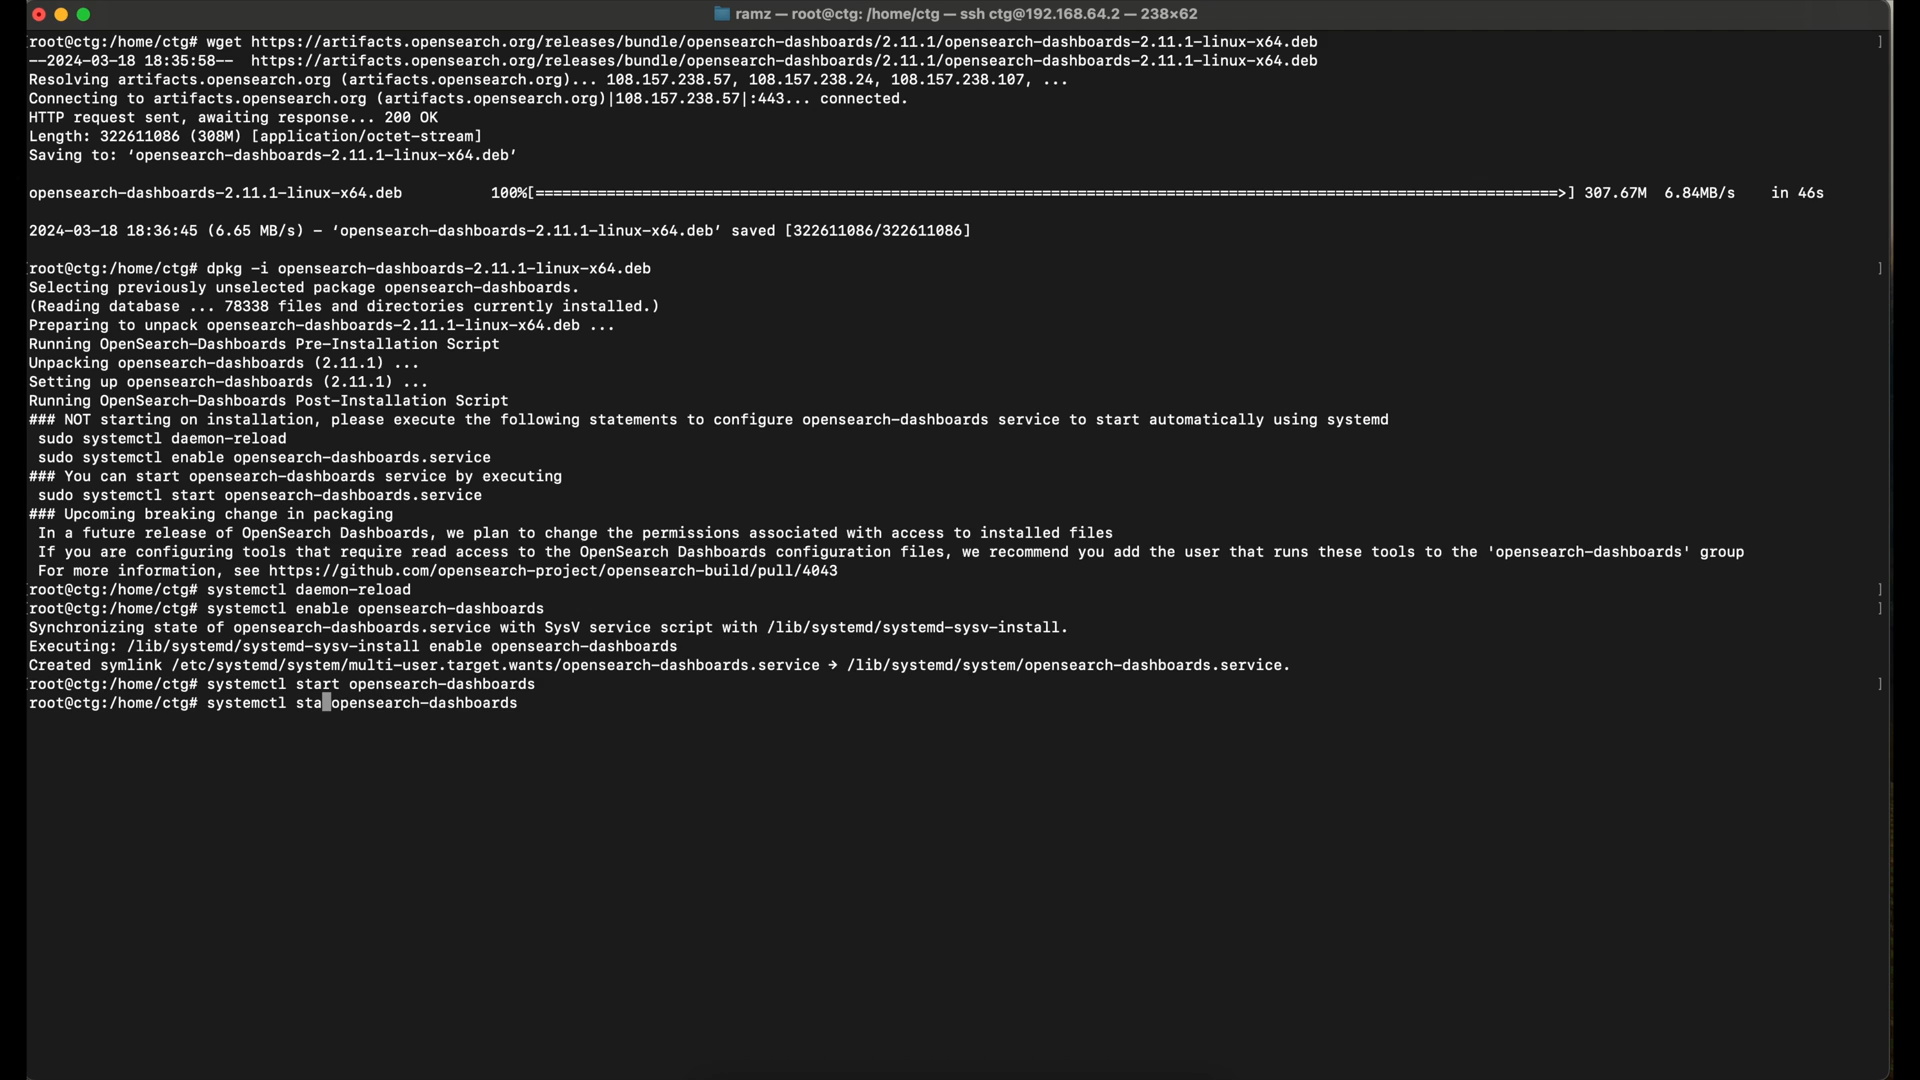 ramz — root@ctg: /home/ctg — ssh ctg@192.168.64.2 — 238×62
root@ctg:/home/ctg# wget https://artifacts.opensearch.org/releases/bundle/opensearch-dashboards/2.11.1/opensearch-dashboards-2.11.1-linux-x64.deb
--2024-03-18 18:35:58--  https://artifacts.opensearch.org/releases/bundle/opensearch-dashboards/2.11.1/opensearch-dashboards-2.11.1-linux-x64.deb
Resolving artifacts.opensearch.org (artifacts.opensearch.org)... 108.157.238.57, 108.157.238.24, 108.157.238.107, ...
Connecting to artifacts.opensearch.org (artifacts.opensearch.org)|108.157.238.57|:443... connected.
HTTP request sent, awaiting response... 200 OK
Length: 322611086 (308M) [application/octet-stream]
Saving to: ‘opensearch-dashboards-2.11.1-linux-x64.deb’
opensearch-dashboards-2.11.1-linux-x64.deb          100%[===================================================================================================================>] 307.67M  6.84MB/s    in 46s
2024-03-18 18:36:45 (6.65 MB/s) - ‘opensearch-dashboards-2.11.1-linux-x64.deb’ saved [322611086/322611086]
root@ctg:/home/ctg# dpkg -i opensearch-dashboards-2.11.1-linux-x64.deb
Selecting previously unselected package opensearch-dashboards.
(Reading database ... 78338 files and directories currently installed.)
Preparing to unpack opensearch-dashboards-2.11.1-linux-x64.deb ...
Running OpenSearch-Dashboards Pre-Installation Script
Unpacking opensearch-dashboards (2.11.1) ...
Setting up opensearch-dashboards (2.11.1) ...
Running OpenSearch-Dashboards Post-Installation Script
### NOT starting on installation, please execute the following statements to configure opensearch-dashboards service to start automatically using systemd
 sudo systemctl daemon-reload
 sudo systemctl enable opensearch-dashboards.service
### You can start opensearch-dashboards service by executing
 sudo systemctl start opensearch-dashboards.service
### Upcoming breaking change in packaging
 In a future release of OpenSearch Dashboards, we plan to change the permissions associated with access to installed files
 If you are configuring tools that require read access to the OpenSearch Dashboards configuration files, we recommend you add the user that runs these tools to the 'opensearch-dashboards' group
 For more information, see https://github.com/opensearch-project/opensearch-build/pull/4043
root@ctg:/home/ctg# systemctl daemon-reload
root@ctg:/home/ctg# systemctl enable opensearch-dashboards
Synchronizing state of opensearch-dashboards.service with SysV service script with /lib/systemd/systemd-sysv-install.
Executing: /lib/systemd/systemd-sysv-install enable opensearch-dashboards
Created symlink /etc/systemd/system/multi-user.target.wants/opensearch-dashboards.service → /lib/systemd/system/opensearch-dashboards.service.
root@ctg:/home/ctg# systemctl start opensearch-dashboards
root@ctg:/home/ctg# systemctl sta opensearch-dashboards